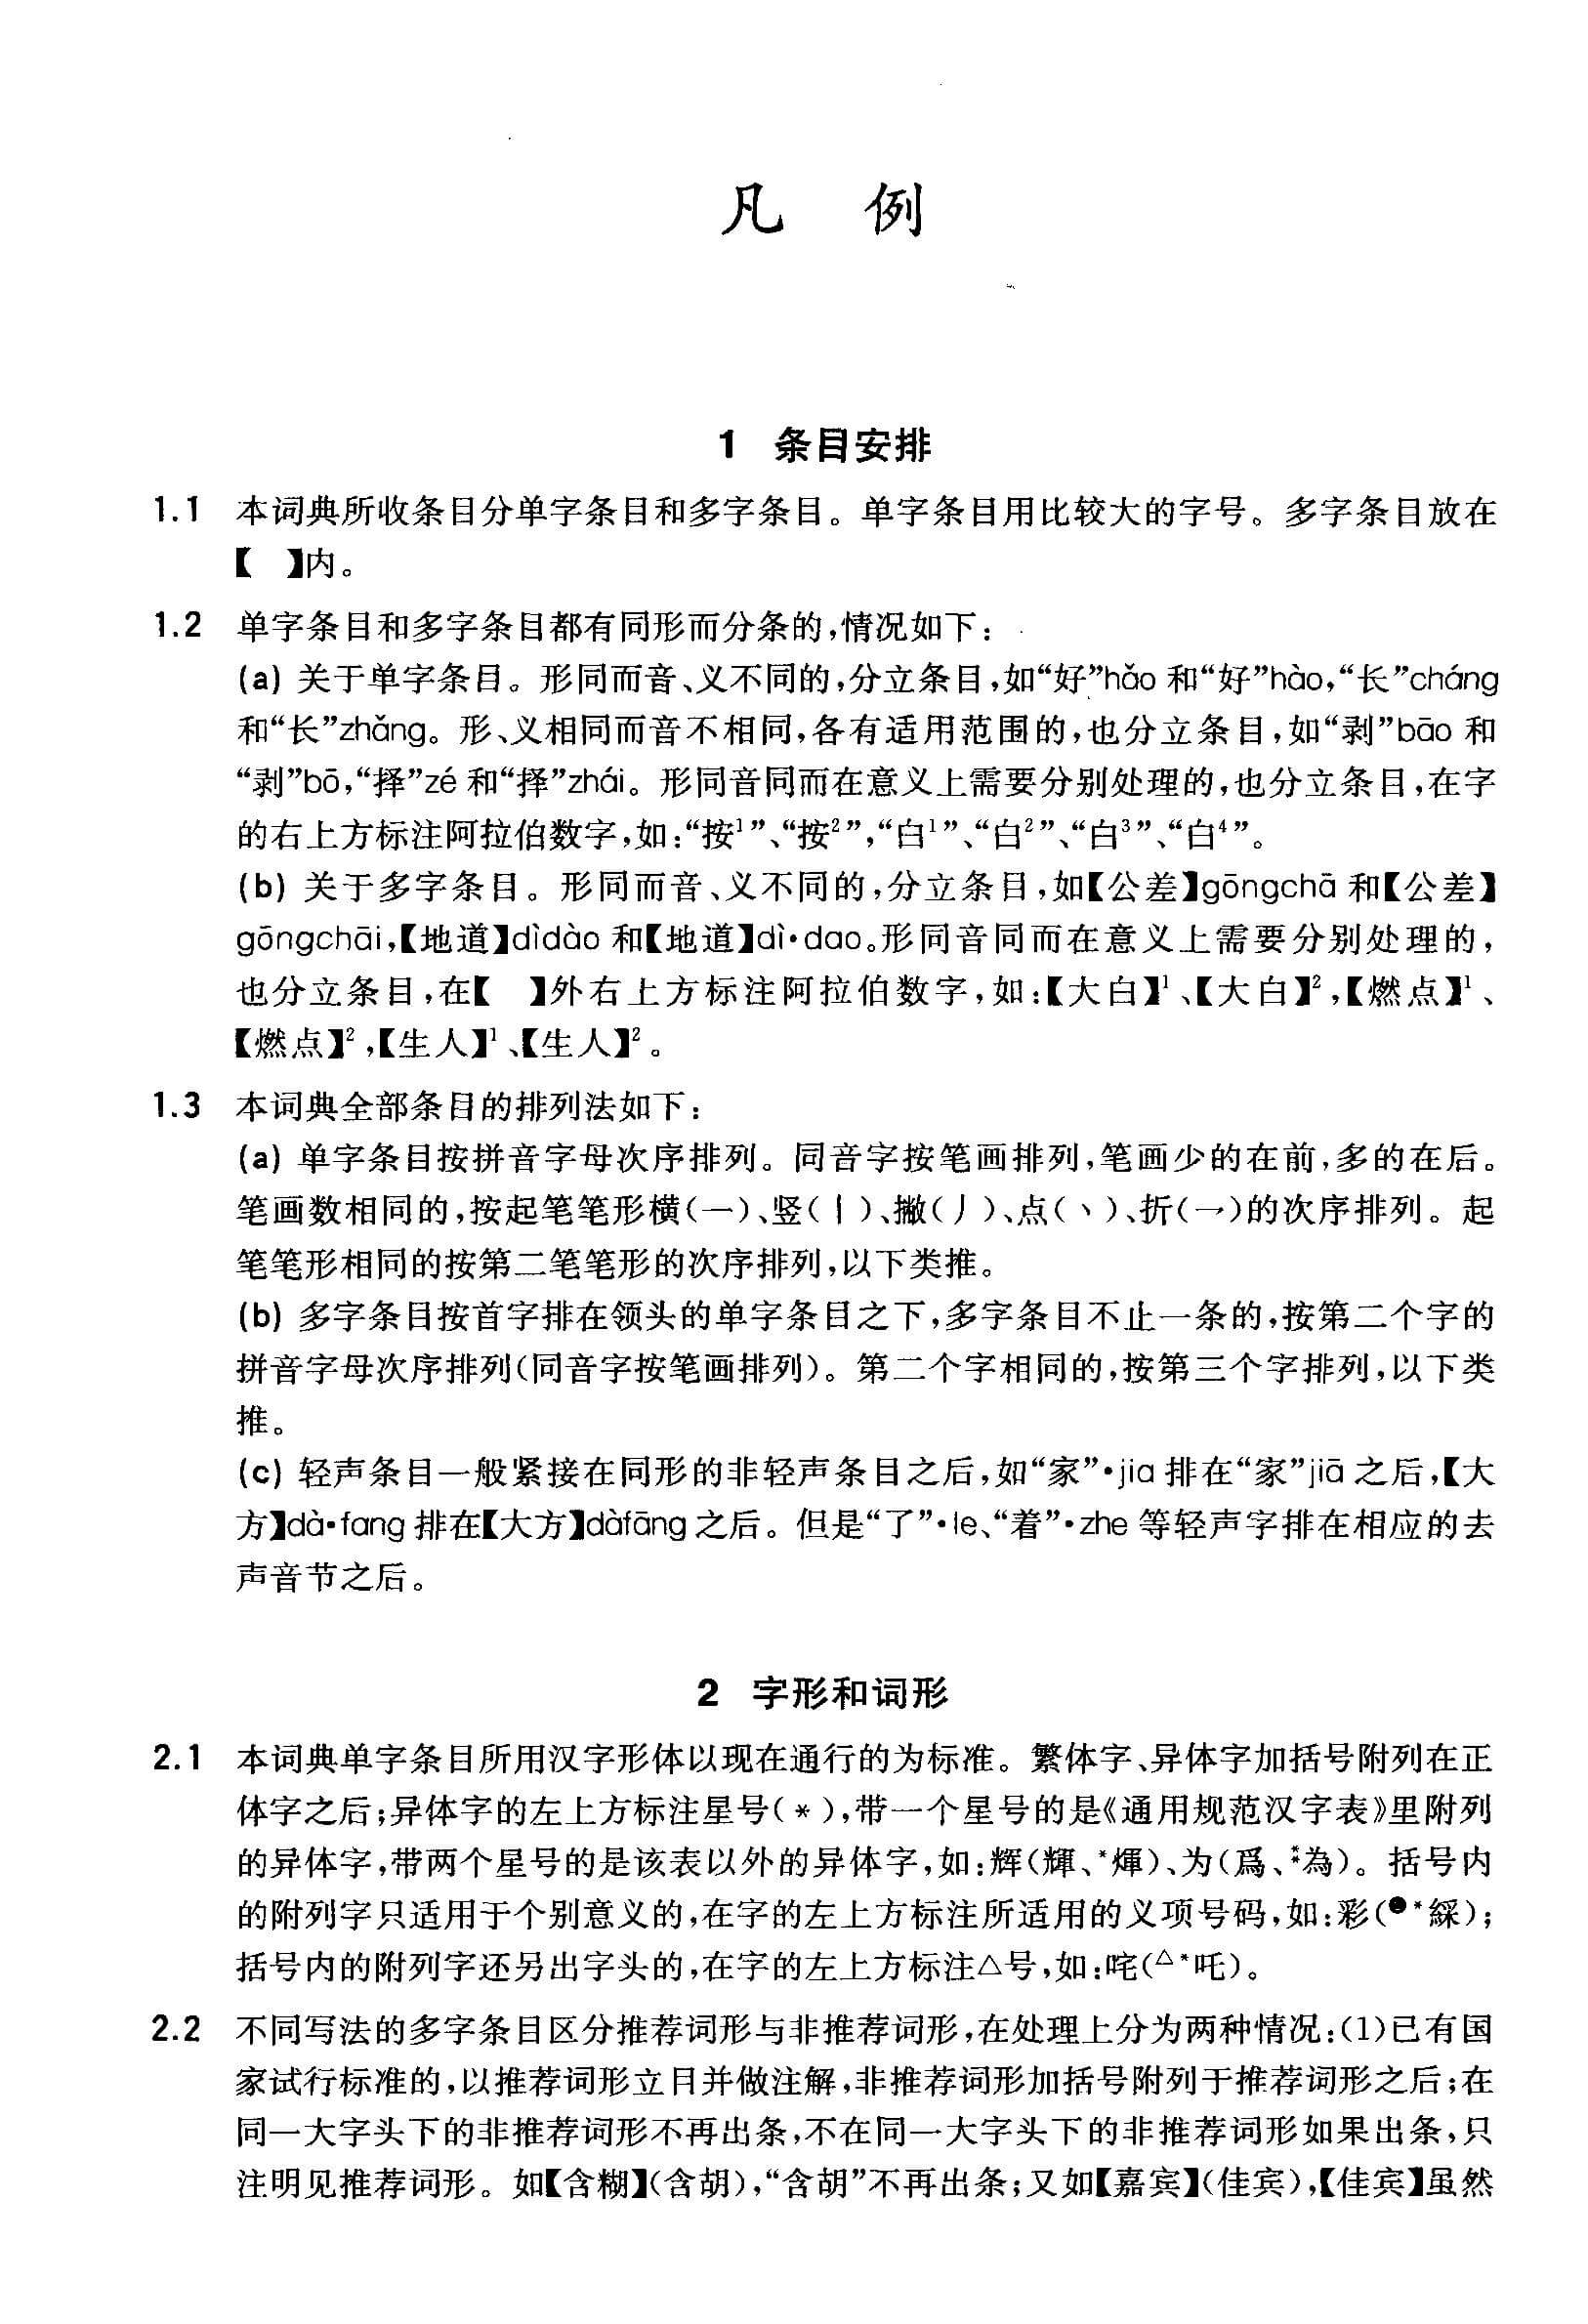 凡 例
1 条目安排
1.1 本词典所收条目分单字条目和多字条目。单字条目用比较大的字号。多字条目放在
【 】内。
1.2 单字条目和多字条目都有同形而分条的,情况如下:
(a) 关于单字条目。形同而音、义不同的,分立条目,如“好”hǎo 和“好”hào,“长”cháng
和“长”zhǎng。形、义相同而音不相同,各有适用范围的,也分立条目,如“剥”bāo 和
“剥”bō,“择”zé 和“择”zhái。形同音同而在意义上需要分别处理的,也分立条目,在字
的右上方标注阿拉伯数字,如:“按¹”、“按²”,“白¹”、“白²”、“白³”、“白⁴”。
(b) 关于多字条目。形同而音、义不同的,分立条目,如【公差】gōngchā 和【公差】
gōngchāi,【地道】dìdào 和【地道】dì·dao。形同音同而在意义上需要分别处理的,
也分立条目,在【 】外右上方标注阿拉伯数字,如:【大白】¹、【大白】²,【燃点】¹、
【燃点】²,【生人】¹、【生人】²。
1.3 本词典全部条目的排列法如下:
(a) 单字条目按拼音字母次序排列。同音字按笔画排列,笔画少的在前,多的在后。
笔画数相同的,按起笔笔形横(一)、竖(丨)、撇(丿)、点(丶)、折(㇇)的次序排列。起
笔笔形相同的按第二笔笔形的次序排列,以下类推。
(b) 多字条目按首字排在领头的单字条目之下,多字条目不止一条的,按第二个字的
拼音字母次序排列(同音字按笔画排列)。第二个字相同的,按第三个字排列,以下类
推。
(c) 轻声条目一般紧接在同形的非轻声条目之后,如“家”·jia 排在“家”jiā 之后,【大
方】dà·fang 排在【大方】dàfāng 之后。但是“了”·le、“着”·zhe 等轻声字排在相应的去
声音节之后。
2 字形和词形
2.1 本词典单字条目所用汉字形体以现在通行的为标准。繁体字、异体字加括号附列在正
体字之后;异体字的左上方标注星号(*),带一个星号的是《通用规范汉字表》里附列
的异体字,带两个星号的是该表以外的异体字,如:辉(輝、*煇)、为(爲、**為)。括号内
的附列字只适用于个别意义的,在字的左上方标注所适用的义项号码,如:彩(❷*綵);
括号内的附列字还另出字头的,在字的左上方标注△号,如:咤(△*吒)。
2.2 不同写法的多字条目区分推荐词形与非推荐词形,在处理上分为两种情况:(1)已有国
家试行标准的,以推荐词形立目并做注解,非推荐词形加括号附列于推荐词形之后;在
同一大字头下的非推荐词形不再出条,不在同一大字头下的非推荐词形如果出条,只
注明见推荐词形。如【含糊】(含胡),“含胡”不再出条;又如【嘉宾】(佳宾),【佳宾】虽然